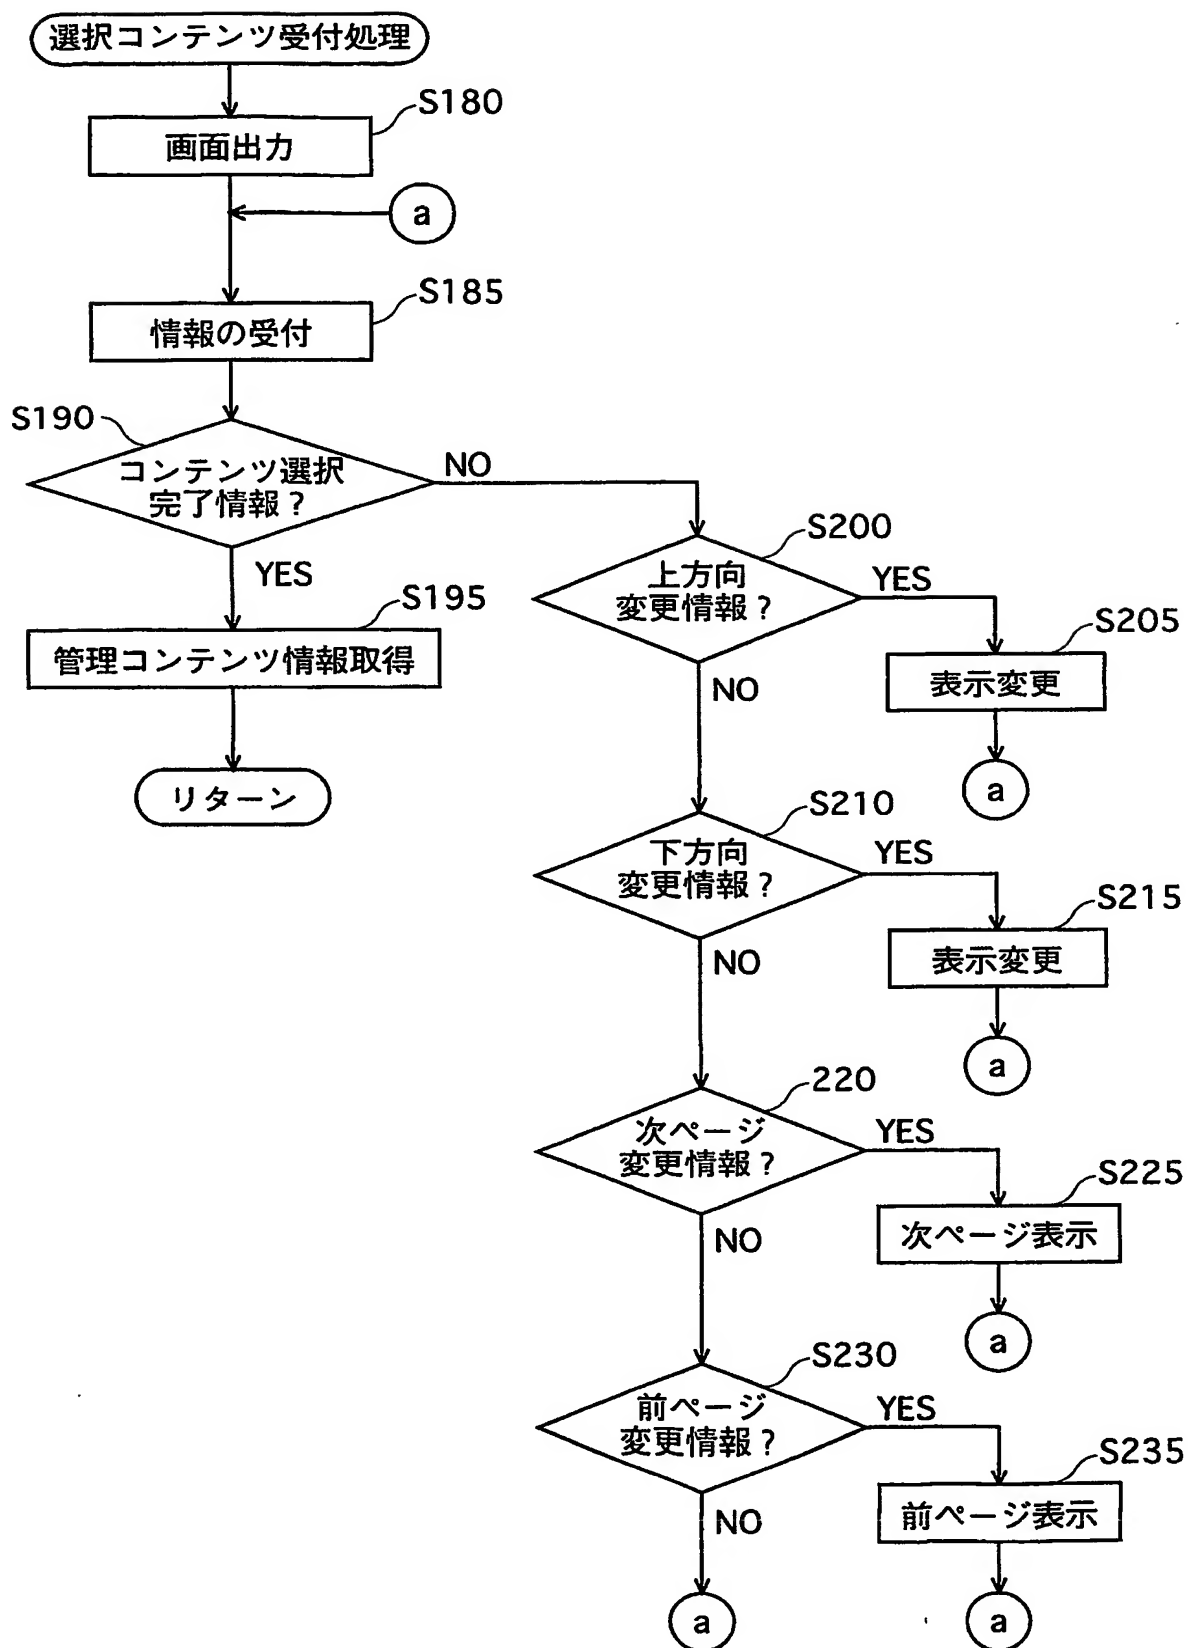 選択コンテンツ受付処理
S180
画面出力
a
S185
情報の受付
S190
コンテンツ選択
完了情報？
NO
YES
S195
管理コンテンツ情報取得
リターン
S200
上方向
変更情報？
YES
S205
表示変更
a
NO
S210
下方向
変更情報？
YES
S215
表示変更
a
NO
220
次ページ
変更情報？
YES
S225
次ページ表示
a
NO
S230
前ページ
変更情報？
YES
S235
前ページ表示
a
NO
a